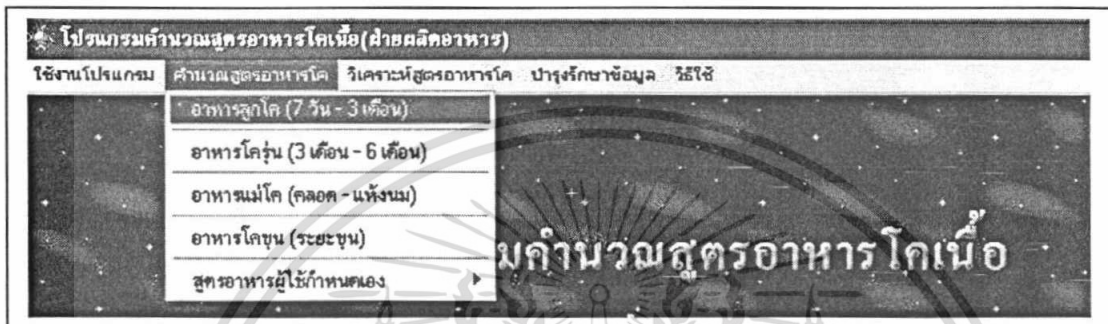 โปรแกรมคำนวณสูตรอาหารโคเนื้อ(ฝ่ายผลิตอาหาร)
ใช้งานโปรแกรม คำนวณสูตรอาหารโค วิเคราะห์สูตรอาหารโค บำรุงรักษาข้อมูล วิธีใช้
อาหารลูกโค (7 วัน - 3 เดือน)
อาหารโครุ่น (3 เดือน - 6 เดือน)
อาหารแม่โค (คลอด - แห้งนม)
อาหารโคขุน (ระยะขุน)
มคำนวณสูตรอาหารโคเนื้อ
สูตรอาหารผู้ใช้กำหนดเอง